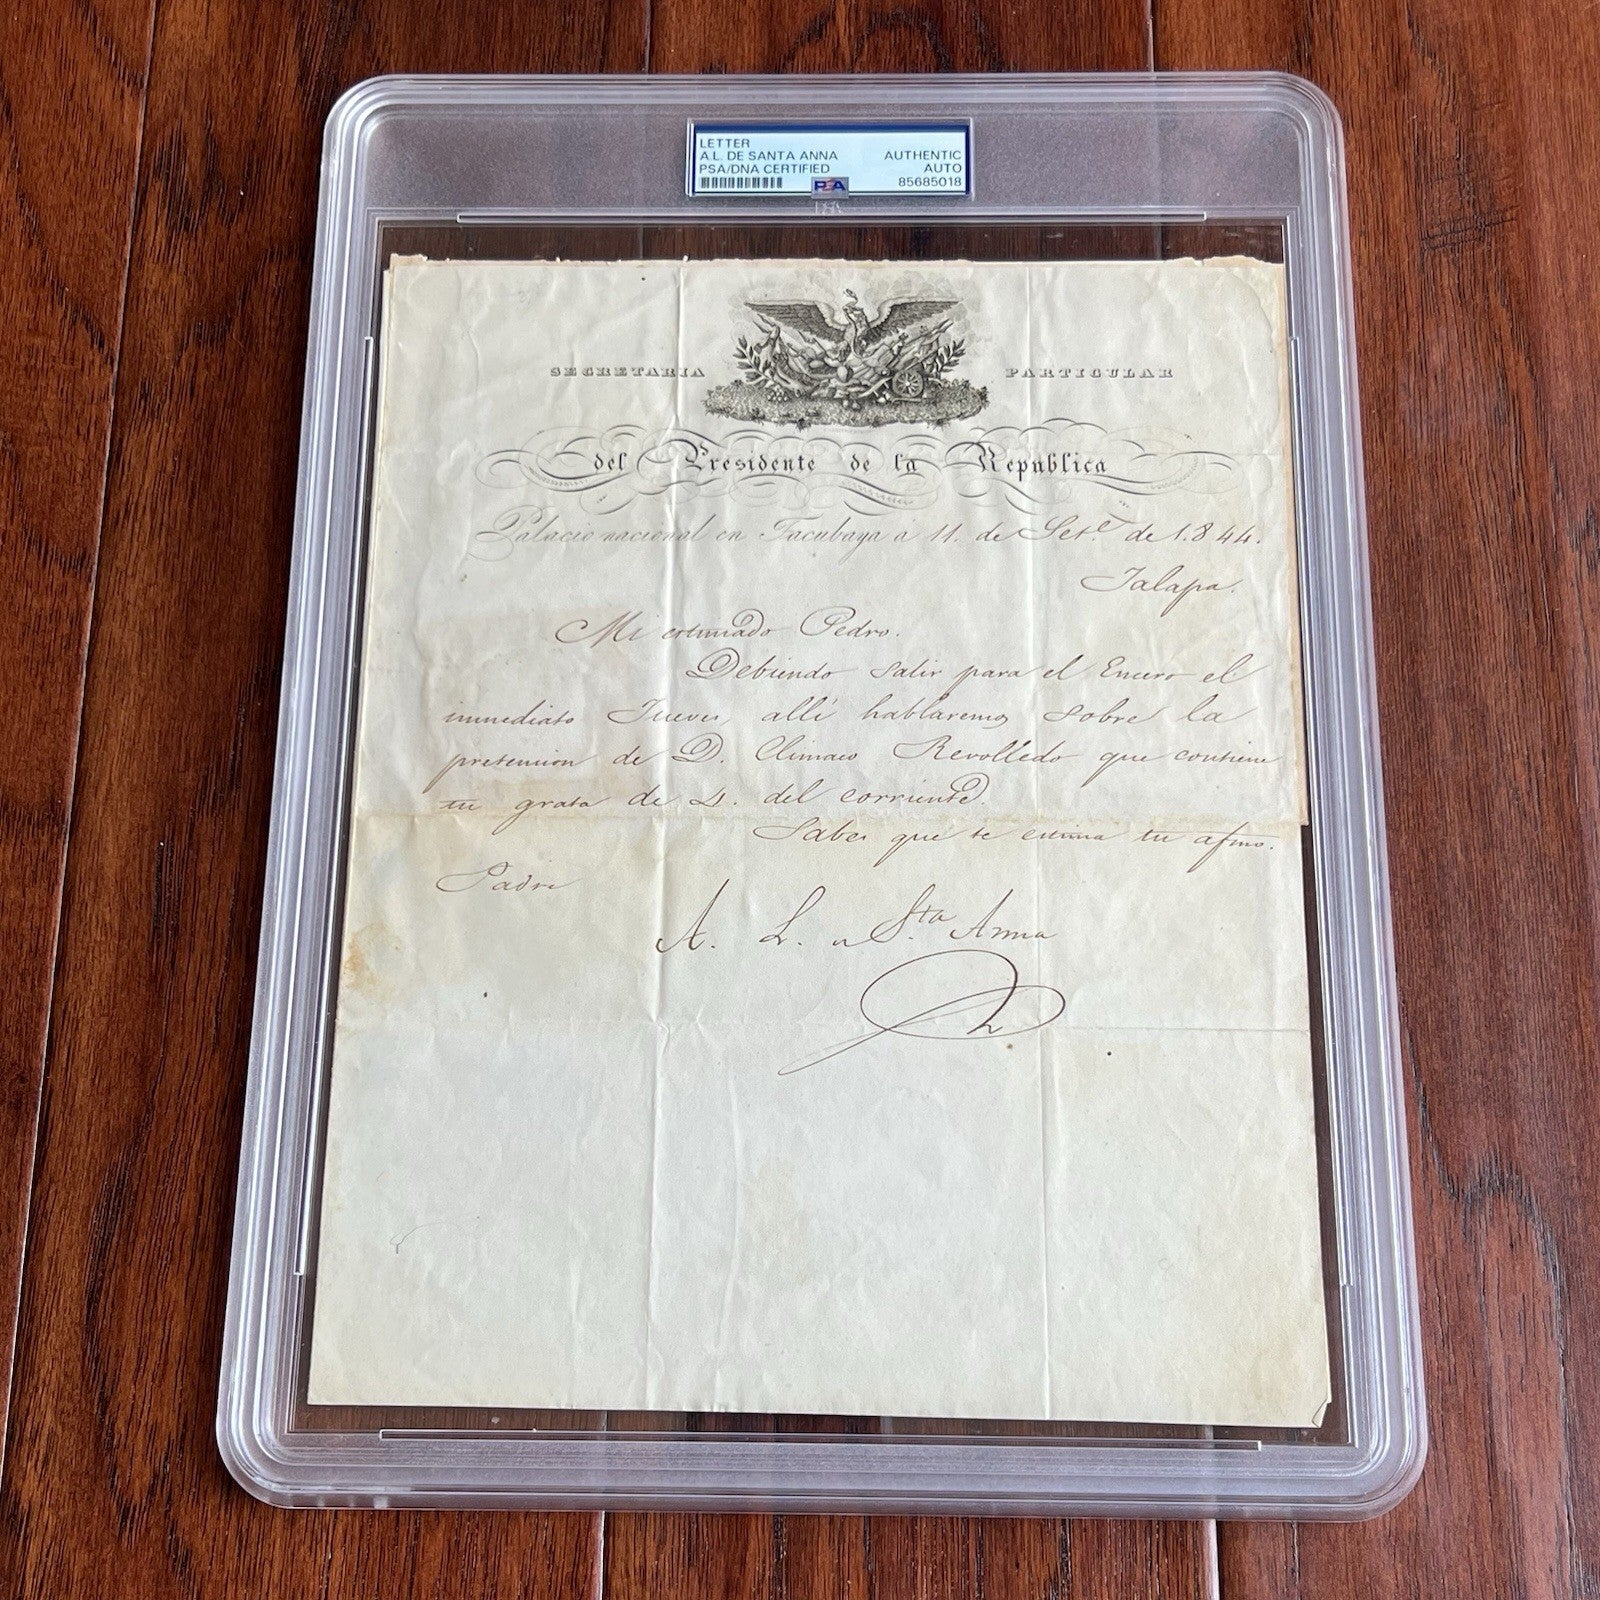 LETTER
A.L. DE SANTA ANNA
PSA/DNA CERTIFIED
AUTHENTIC
AUTO
85685018
PSA
SECRETARIA PARTICULAR
del Presidente de la Republica
Palacio nacional en Tacubaya á 11. de Set.e de 1.844.
Jalapa.
Mi estimado Pedro.
Debiendo salir para el Encero el
inmediato Jueves, allí hablaremos sobre la
pretension de D. Climaco Revolledo que contiene
tu grata de 4. del corriente.
Sabes que te estima tu afmo.
Padre
A. L. Sta Anna